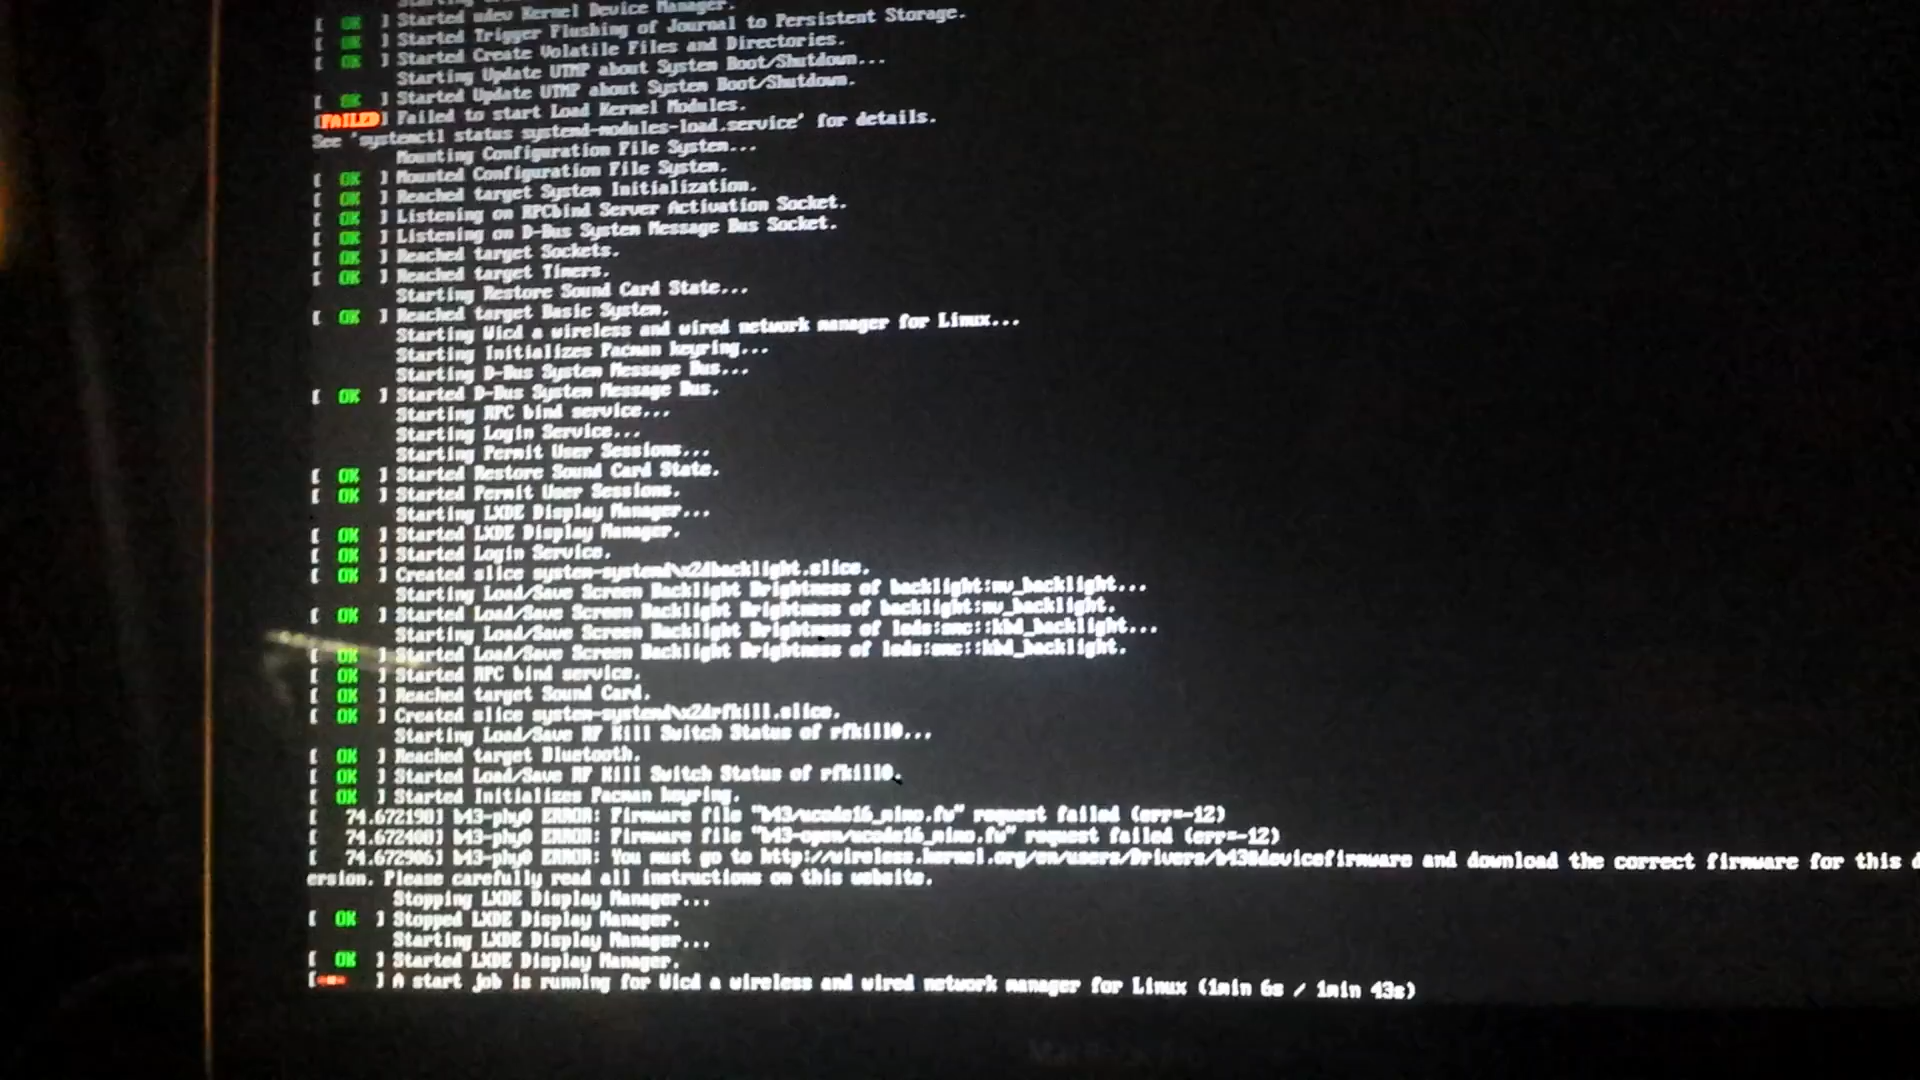 [ OK ] Started udev Kernel Device Manager.
[ OK ] Started Trigger Flushing of Journal to Persistent Storage.
[ OK ] Started Create Volatile Files and Directories.
Starting Update UTMP about System Boot/Shutdown...
[ OK ] Started Update UTMP about System Boot/Shutdown.
[FAILED] Failed to start Load Kernel Modules.
See 'systemctl status systemd-modules-load.service' for details.
Mounting Configuration File System...
[ OK ] Mounted Configuration File System.
[ OK ] Reached target System Initialization.
[ OK ] Listening on RPCbind Server Activation Socket.
[ OK ] Listening on D-Bus System Message Bus Socket.
[ OK ] Reached target Sockets.
[ OK ] Reached target Timers.
Starting Restore Sound Card State...
[ OK ] Reached target Basic System.
Starting Wicd a wireless and wired network manager for Linux...
Starting Initializes Pacman keyring...
Starting D-Bus System Message Bus...
[ OK ] Started D-Bus System Message Bus.
Starting RPC bind service...
Starting Login Service...
Starting Permit User Sessions...
[ OK ] Started Restore Sound Card State.
[ OK ] Started Permit User Sessions.
Starting LXDE Display Manager...
[ OK ] Started LXDE Display Manager.
[ OK ] Started Login Service.
[ OK ] Created slice system-systemd\x2dbacklight.slice.
Starting Load/Save Screen Backlight Brightness of backlight:nv_backlight...
[ OK ] Started Load/Save Screen Backlight Brightness of backlight:nv_backlight.
Starting Load/Save Screen Backlight Brightness of leds:smc::kbd_backlight...
[ OK ] Started Load/Save Screen Backlight Brightness of leds:smc::kbd_backlight.
[ OK ] Started RPC bind service.
[ OK ] Reached target Sound Card.
[ OK ] Created slice system-systemd\x2drfkill.slice.
Starting Load/Save RF Kill Switch Status of rfkill0...
[ OK ] Reached target Bluetooth.
[ OK ] Started Load/Save RF Kill Switch Status of rfkill0.
[ OK ] Started Initializes Pacman keyring.
[ 74.672190] b43-phy0 ERROR: Firmware file "b43/ucode16_mimo.fw" request failed (err=-12)
[ 74.672400] b43-phy0 ERROR: Firmware file "b43-open/ucode16_mimo.fw" request failed (err=-12)
[ 74.672906] b43-phy0 ERROR: You must go to http://wireless.kernel.org/en/users/Drivers/b43#devicefirmware and download the correct firmware for this d
ersion. Please carefully read all instructions on this website.
Stopping LXDE Display Manager...
[ OK ] Stopped LXDE Display Manager.
Starting LXDE Display Manager...
[ OK ] Started LXDE Display Manager.
[ ] A start job is running for Wicd a wireless and wired network manager for Linux (1min 6s / 1min 43s)